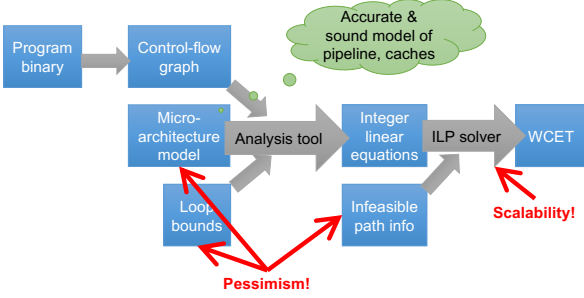 Accurate &
sound model of
pipeline, caches
Program
binary
Control-flow
graph
Micro-
architecture
model
Analysis tool
Integer
linear
equations
ILP solver
WCET
Loop
bounds
Infeasible
path info
Scalability!
Pessimism!